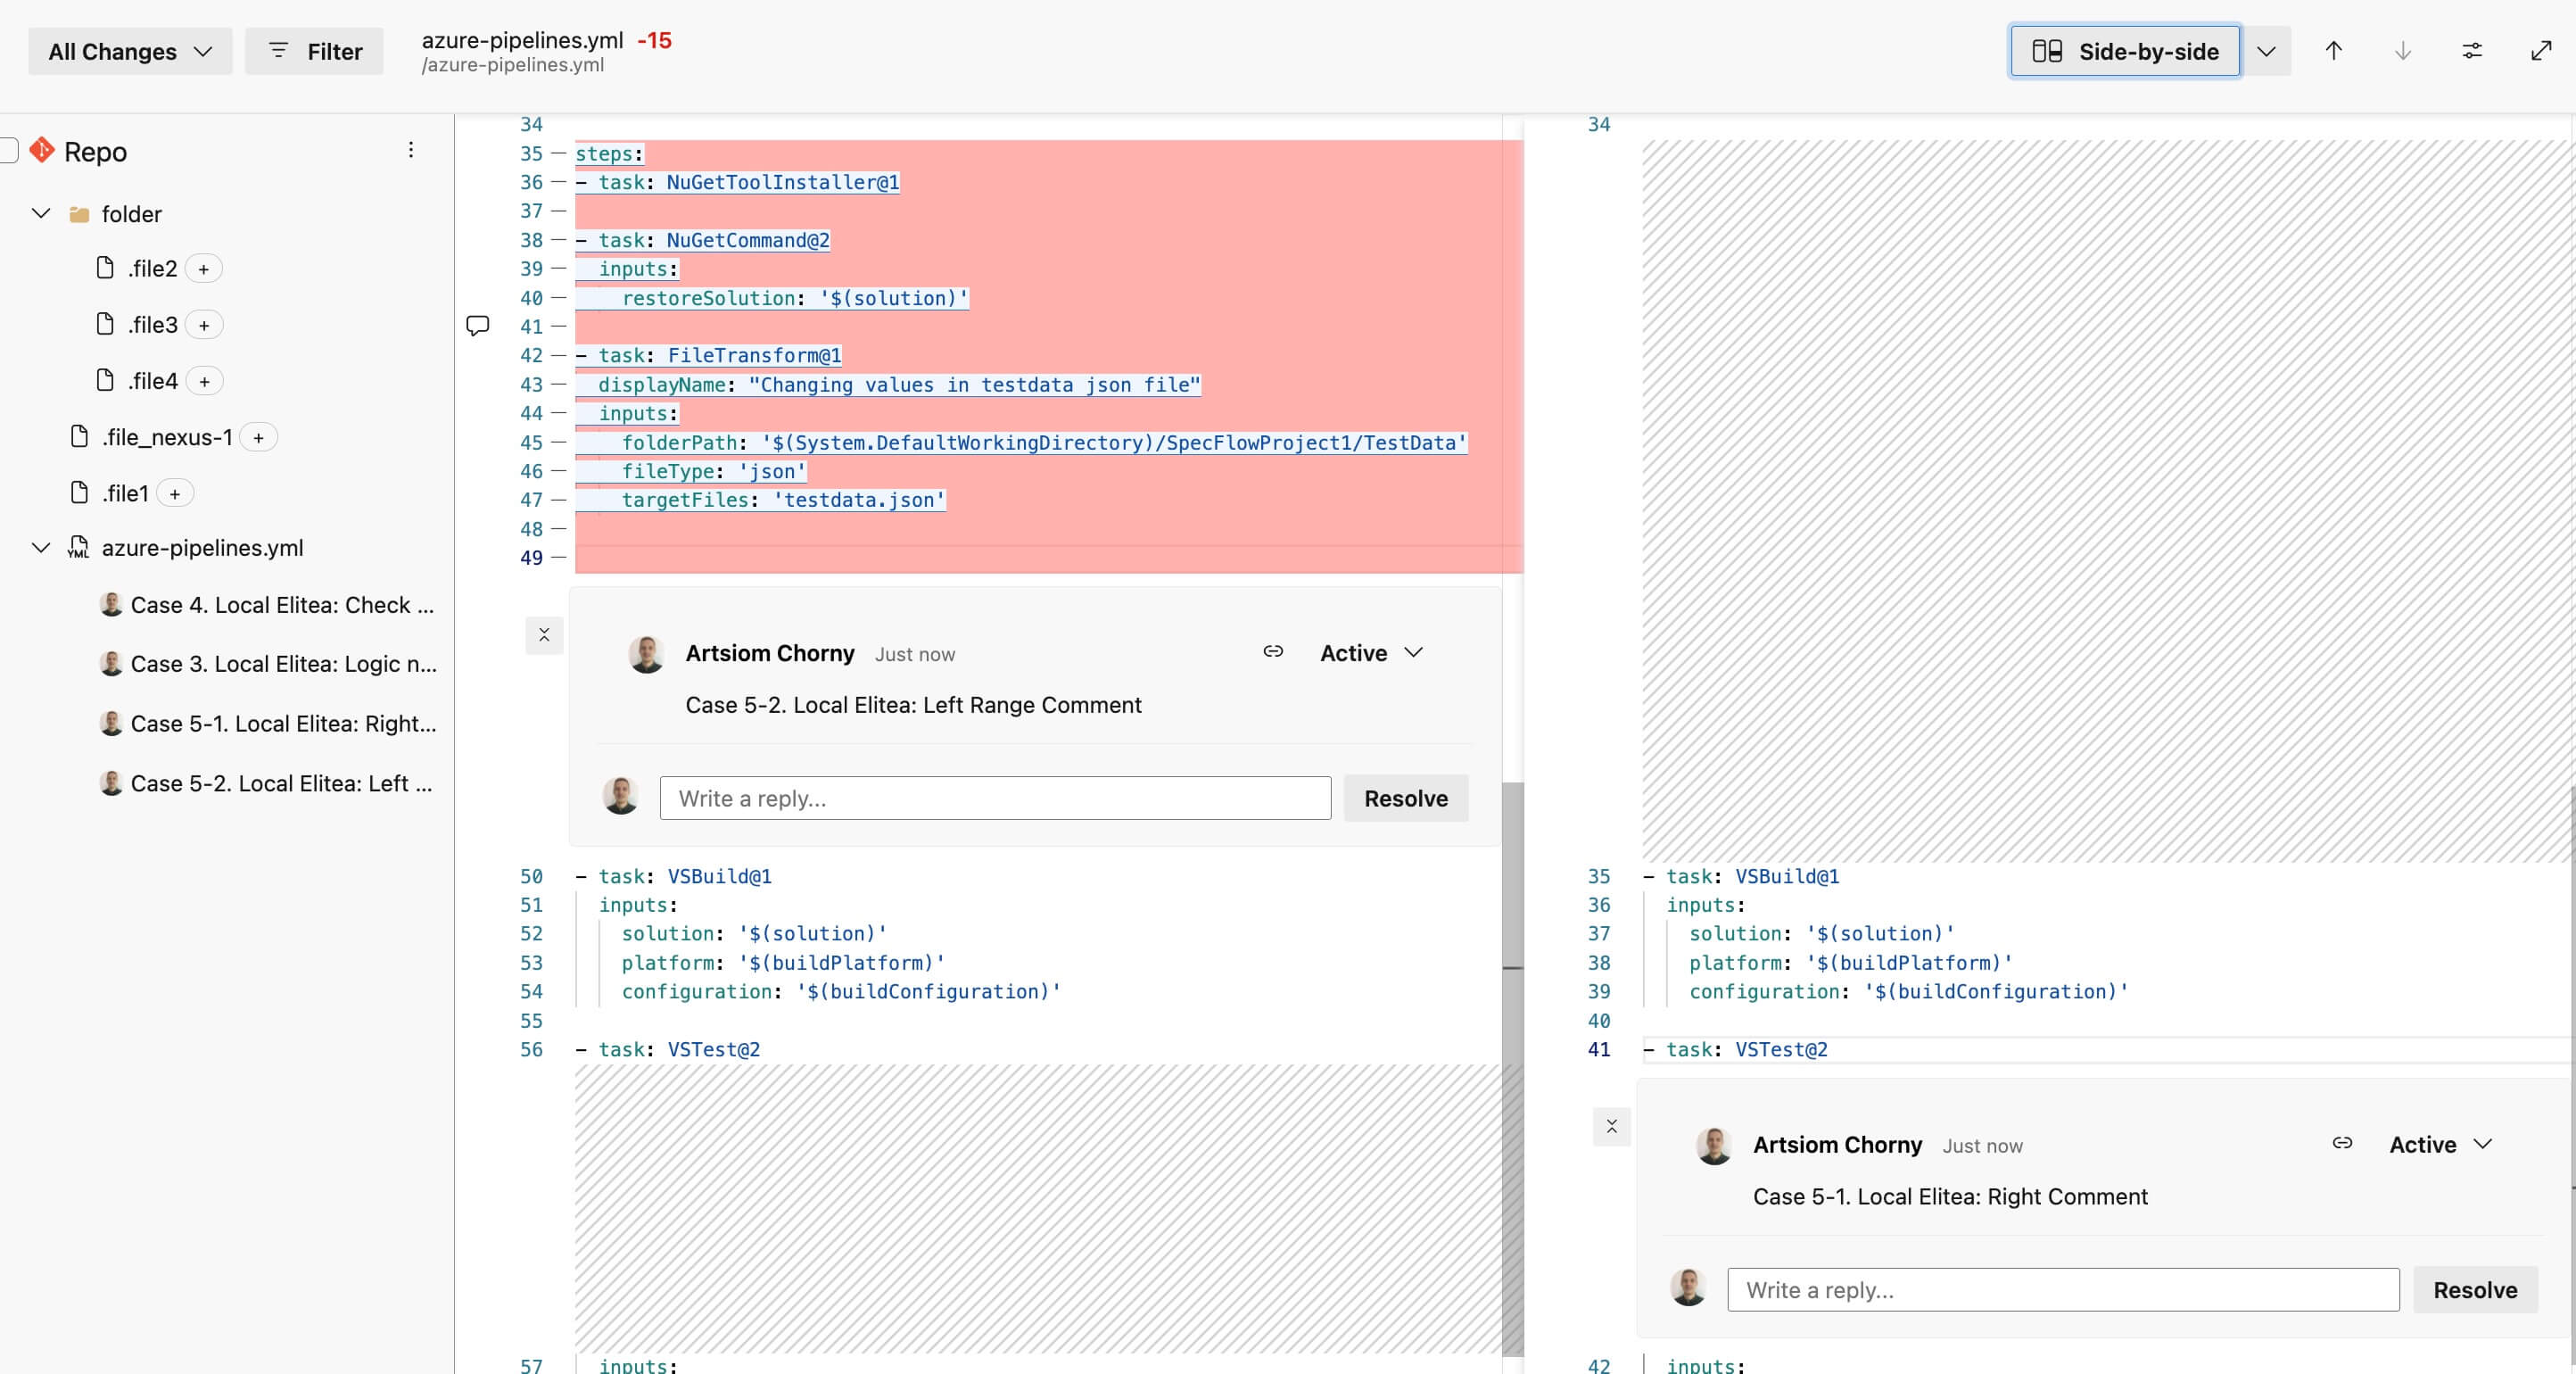 All Changes
Filter
azure-pipelines.yml -15
/azure-pipelines.yml
Side-by-side
Repo
folder
.file2 +
.file3 +
.file4 +
.file_nexus-1 +
.file1 +
YML azure-pipelines.yml
Case 4. Local Elitea: Check ...
Case 3. Local Elitea: Logic n...
Case 5-1. Local Elitea: Right...
Case 5-2. Local Elitea: Left ...
34
35 — steps:
36 — - task: NuGetToolInstaller@1
37 —
38 — - task: NuGetCommand@2
39 —   inputs:
40 —     restoreSolution: '$(solution)'
41 —
42 — - task: FileTransform@1
43 —   displayName: "Changing values in testdata json file"
44 —   inputs:
45 —     folderPath: '$(System.DefaultWorkingDirectory)/SpecFlowProject1/TestData'
46 —     fileType: 'json'
47 —     targetFiles: 'testdata.json'
48 —
49 —
Artsiom Chorny Just now
Active
Case 5-2. Local Elitea: Left Range Comment
Write a reply...
Resolve
50 - task: VSBuild@1
51   inputs:
52     solution: '$(solution)'
53     platform: '$(buildPlatform)'
54     configuration: '$(buildConfiguration)'
55
56 - task: VSTest@2
57   inputs:
34
35 - task: VSBuild@1
36   inputs:
37     solution: '$(solution)'
38     platform: '$(buildPlatform)'
39     configuration: '$(buildConfiguration)'
40
41 - task: VSTest@2
Artsiom Chorny Just now
Active
Case 5-1. Local Elitea: Right Comment
Write a reply...
Resolve
42   inputs: